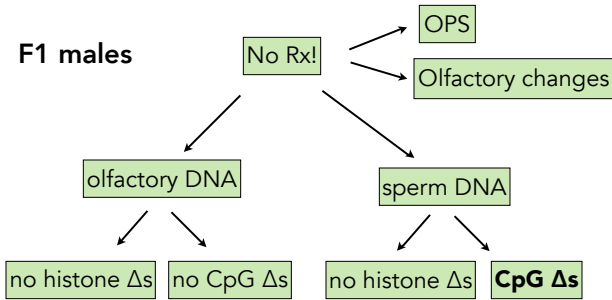 OPS
F1 males
No Rx!
Olfactory changes
olfactory DNA
sperm DNA
no histone Δs
no CpG Δs
no histone Δs
CpG Δs